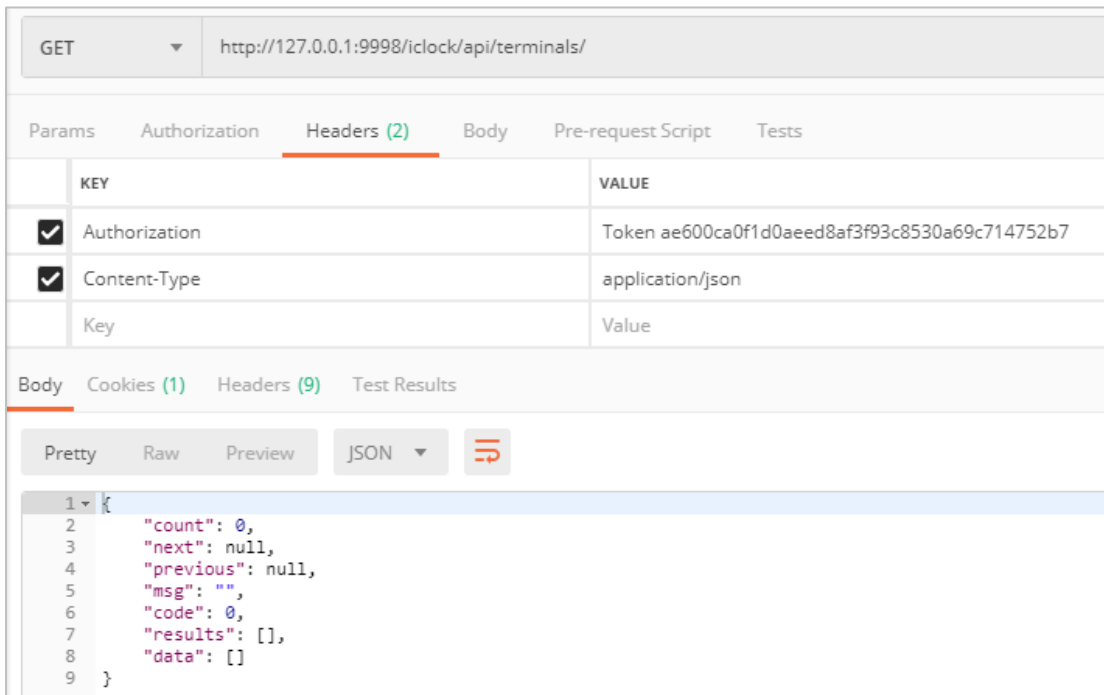 GET http://127.0.0.1:9998/iclock/api/terminals/
Params Authorization Headers (2) Body Pre-request Script Tests
KEY VALUE
Authorization Token ae600ca0f1d0aeed8af3f93c8530a69c714752b7
Content-Type application/json
Key Value
Body Cookies (1) Headers (9) Test Results
Pretty Raw Preview JSON
1 {
2 "count": 0,
3 "next": null,
4 "previous": null,
5 "msg": "",
6 "code": 0,
7 "results": [],
8 "data": []
9 }